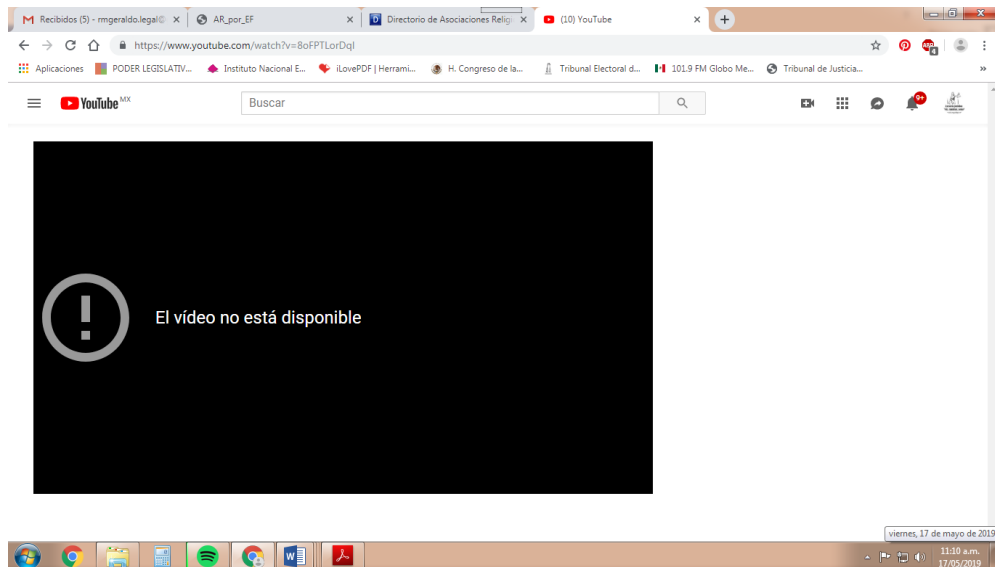 Recibidos (5) - rmgeraldo.legal@
AR_por_EF
Directorio de Asociaciones Religi
(10) YouTube
https://www.youtube.com/watch?v=8oFPTLorDqI
Aplicaciones
PODER LEGISLATIV...
Instituto Nacional E...
iLovePDF | Herrami...
H. Congreso de la...
Tribunal Electoral d...
101.9 FM Globo Me...
Tribunal de Justicia...
»
YouTube MX
Buscar
9+
El vídeo no está disponible
viernes, 17 de mayo de 2019
11:10 a.m.
17/05/2019